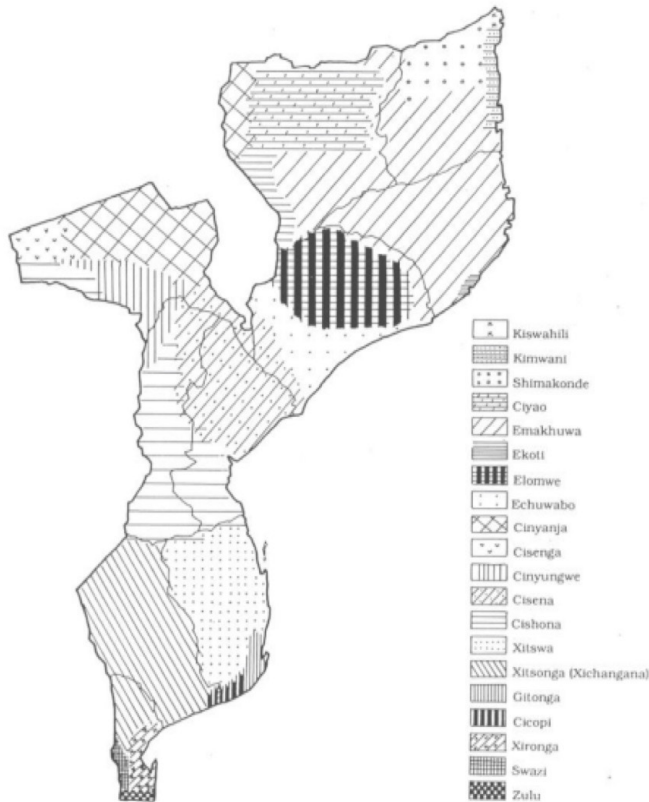 Kiswahili
Kimwani
Shimakonde
Ciyao
Emakhuwa
Ekoti
Elomwe
Echuwabo
Cinyanja
Cisenga
Cinyungwe
Cisena
Cishona
Xitswa
Xitsonga (Xichangana)
Gitonga
Cicopi
Xironga
Swazi
Zulu